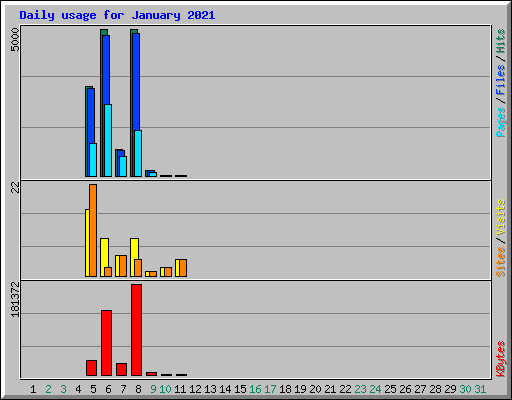 Daily usage for January 2021
5000
22
181372
Pages / Files / Hits
Sites / Visits
KBytes
1 2 3 4 5 6 7 8 9 10 11 12 13 14 15 16 17 18 19 20 21 22 23 24 25 26 27 28 29 30 31